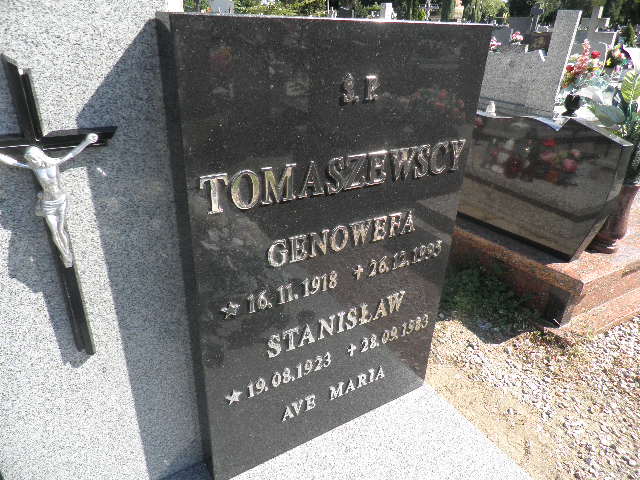 Ś.P.
TOMASZEWSCY
GENOWEFA
★ 16.11.1918 + 26.12.1993
STANISŁAW
★ 19.08.1923 + 28.09.1983
AVE MARIA